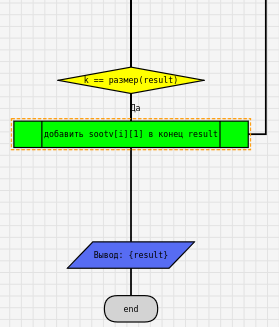 k == размер(result)
Да
добавить sootv[i][1] в конец result
Вывод: {result}
end